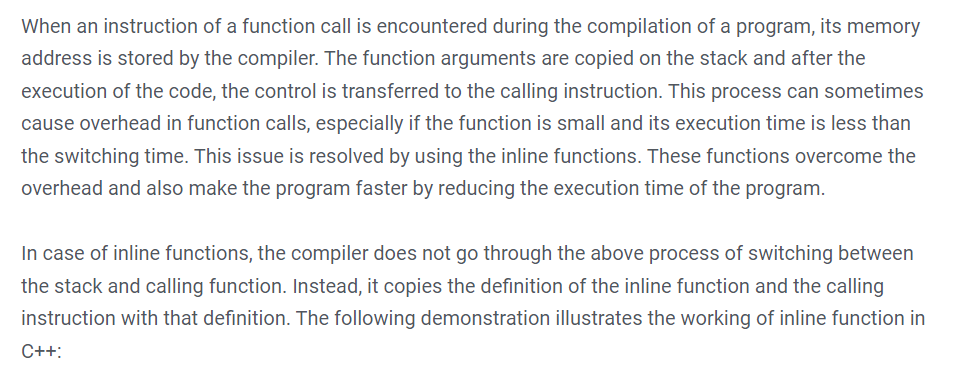 When an instruction of a function call is encountered during the compilation of a program, its memory
address is stored by the compiler. The function arguments are copied on the stack and after the
execution of the code, the control is transferred to the calling instruction. This process can sometimes
cause overhead in function calls, especially if the function is small and its execution time is less than
the switching time. This issue is resolved by using the inline functions. These functions overcome the
overhead and also make the program faster by reducing the execution time of the program.
In case of inline functions, the compiler does not go through the above process of switching between
the stack and calling function. Instead, it copies the definition of the inline function and the calling
instruction with that definition. The following demonstration illustrates the working of inline function in
C++: